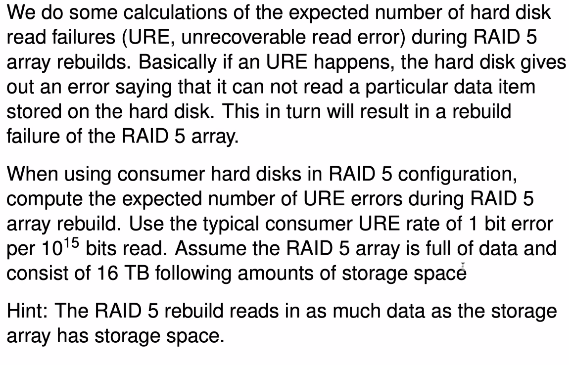 We do some calculations of the expected number of hard disk
read failures (URE, unrecoverable read error) during RAID 5
array rebuilds. Basically if an URE happens, the hard disk gives
out an error saying that it can not read a particular data item
stored on the hard disk. This in turn will result in a rebuild
failure of the RAID 5 array.
When using consumer hard disks in RAID 5 configuration,
compute the expected number of URE errors during RAID 5
array rebuild. Use the typical consumer URE rate of 1 bit error
per 10¹⁵ bits read. Assume the RAID 5 array is full of data and
consist of 16 TB following amounts of storage space
Hint: The RAID 5 rebuild reads in as much data as the storage
array has storage space.